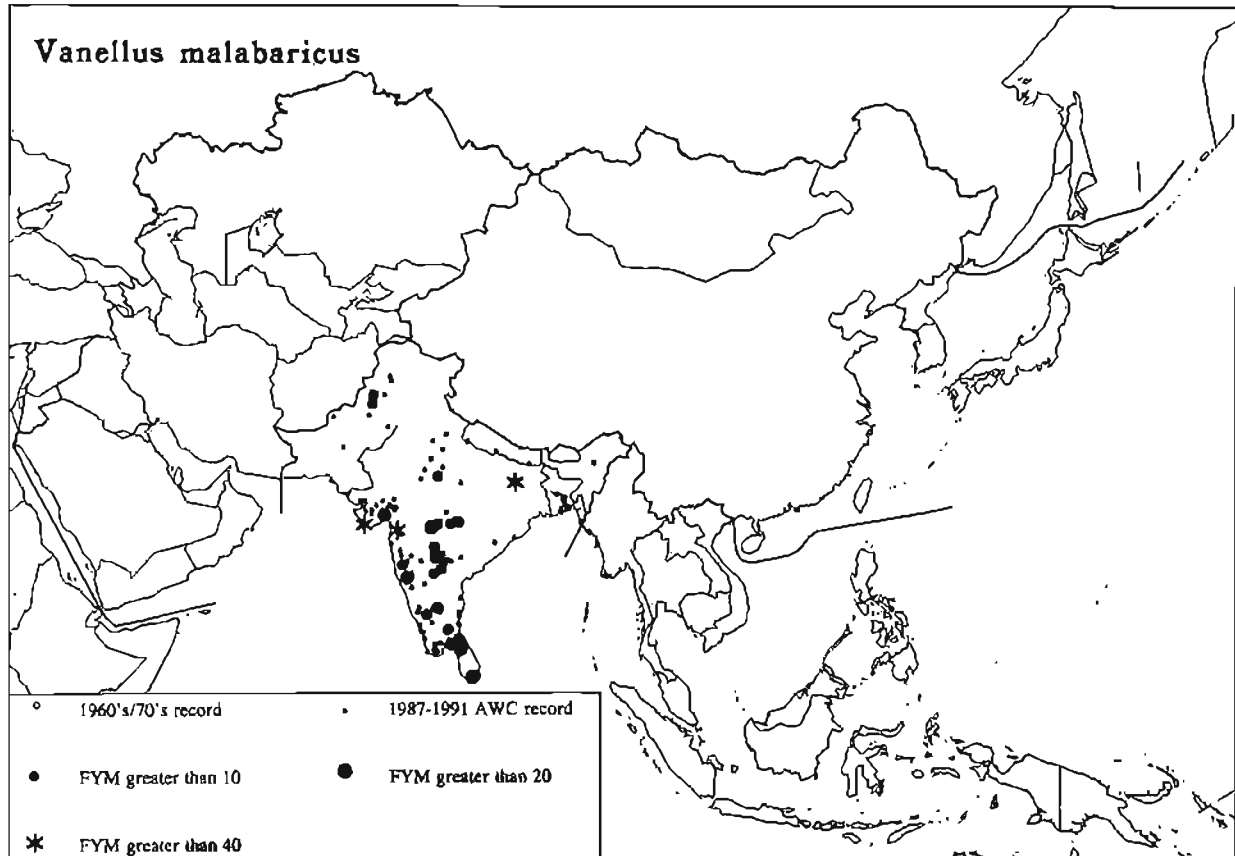 Vanellus malabaricus
1960's/70's record
1987-1991 AWC record
FYM greater than 10
FYM greater than 20
FYM greater than 40